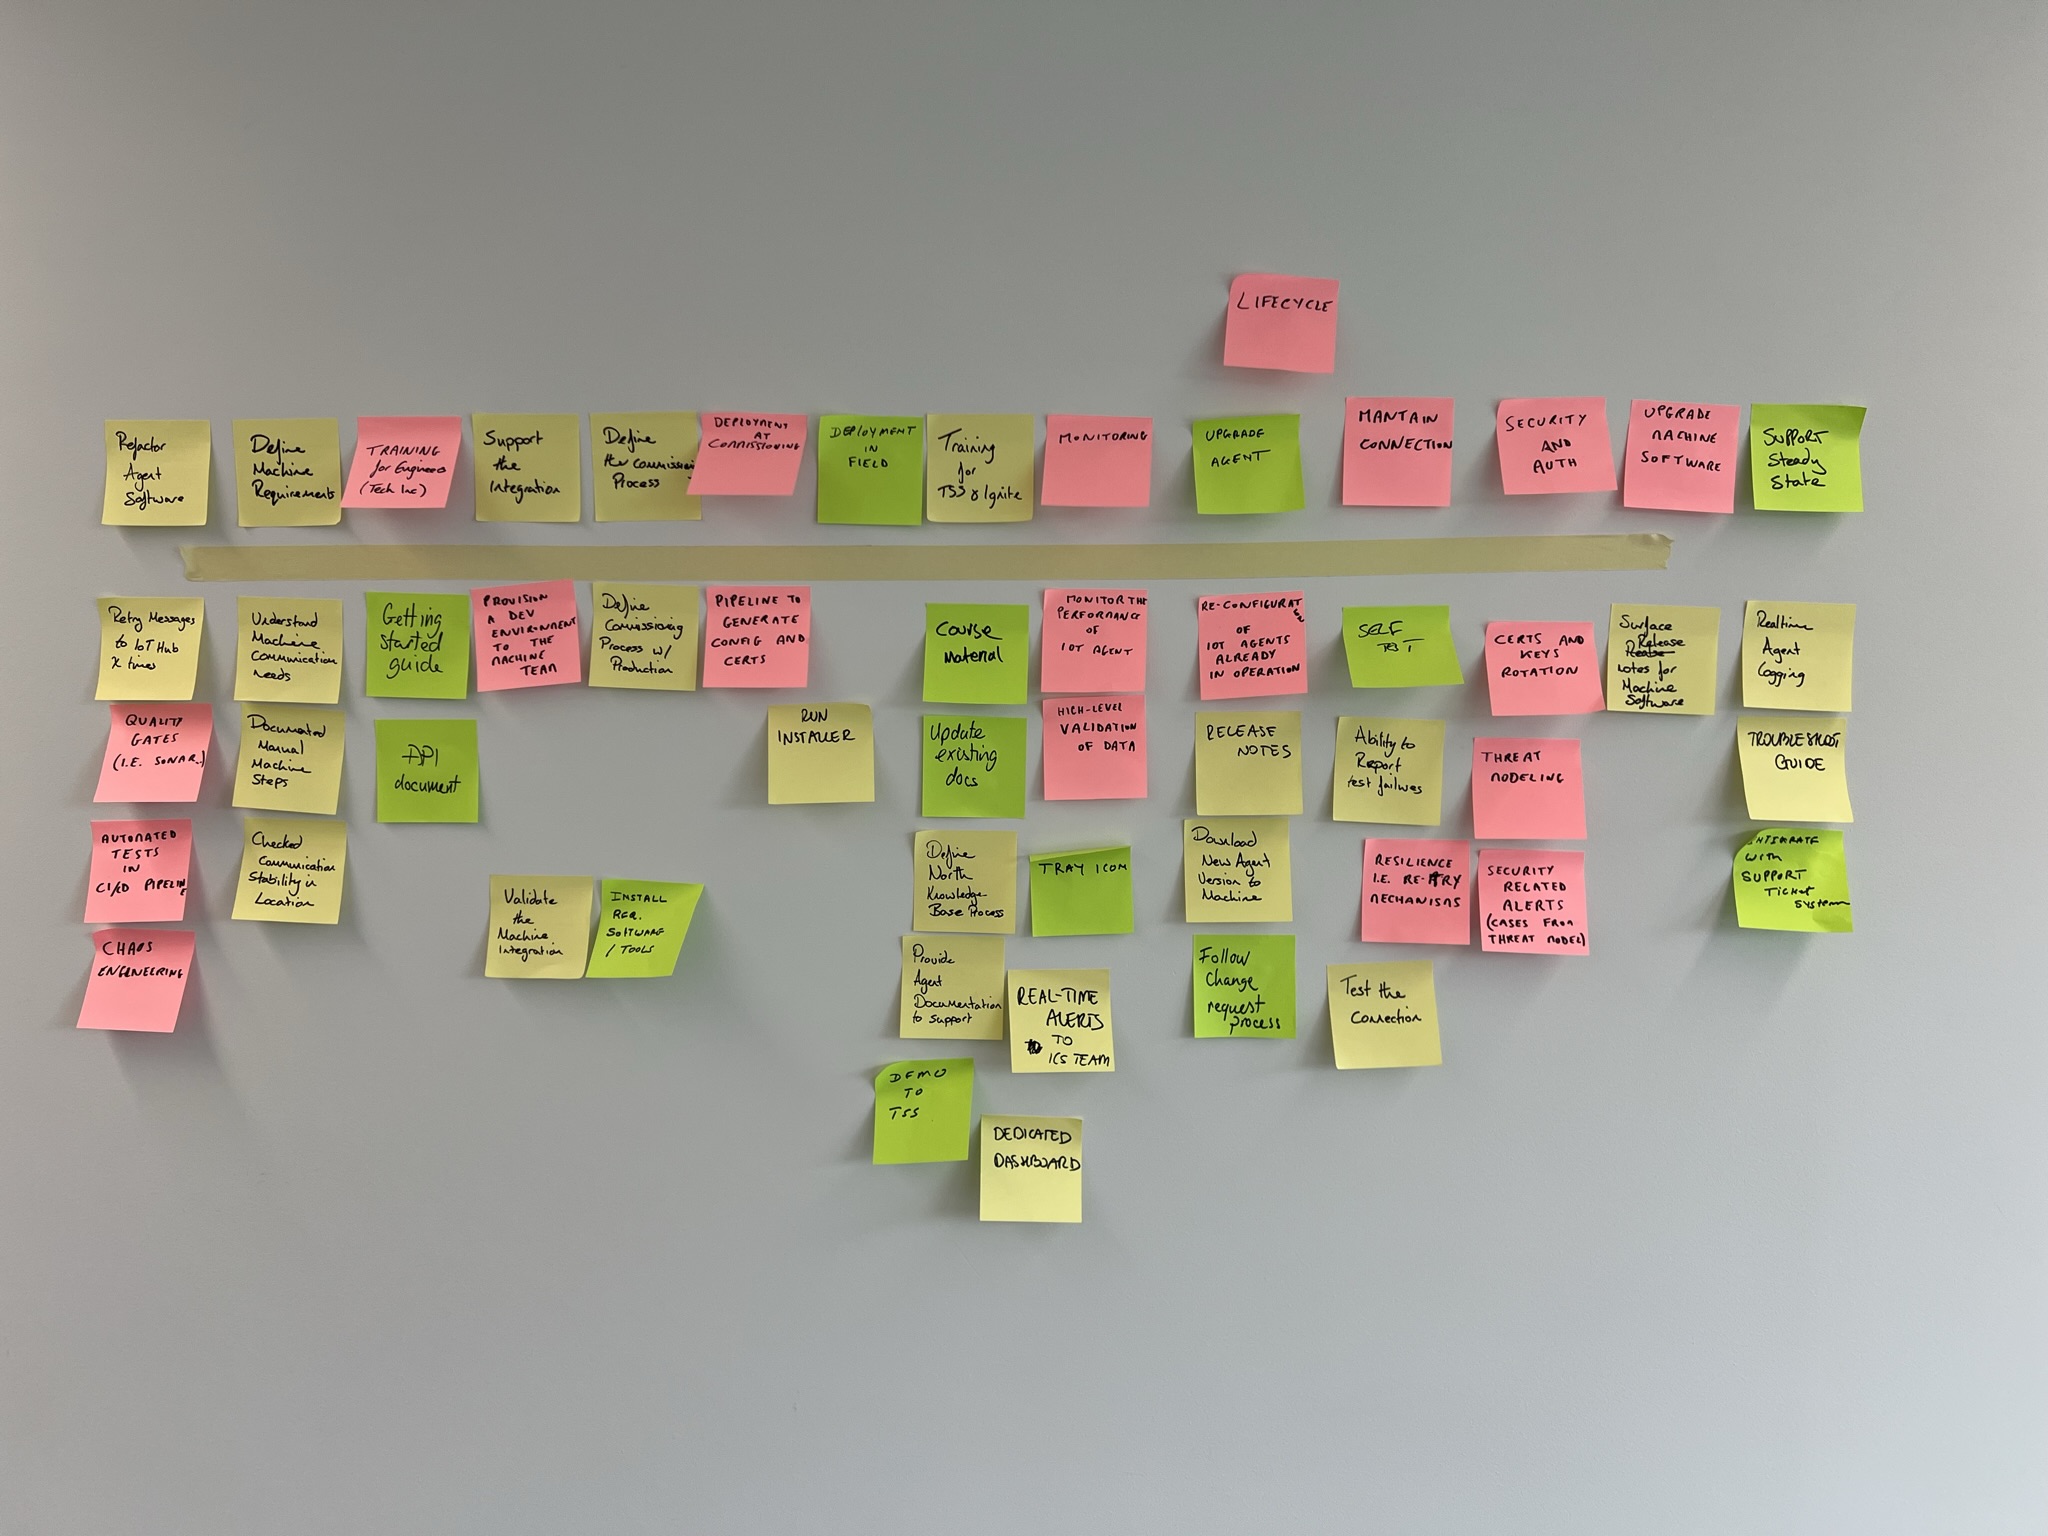 LIFECYCLE
Refactor
Agent
Software
Define
Machine
Requirements
TRAINING
for Engineers
(Tech Inc)
Support
the
Integration
Define
the commissio
Process
DEPLOYMENT
AT
COMMISSIONING
DEPLOYMENT
IN
FIELD
Training
for
TSS & Ignite
MONITORING
UPGRADE
AGENT
MANTAIN
CONNECTION
SECURITY
AND
AUTH
UPGRADE
MACHINE
SOFTWARE
SUPPORT
Steady
State
Retry Messages
to IoT Hub
X times
QUALITY
GATES
(I.E. SONAR..)
AUTOMATED
TESTS IN
CI/CD PIPELINE
CHAOS
ENGINEERING
Understand
Machine
Communication
needs
Documented
Manual
Machine
Steps
Checked
Communication
Stability in
Location
Getting
Started
guide
API
document
PROVISION
A DEV
ENVIRONMENT
TO THE
MACHINE
TEAM
Validate
the
Machine
Integration
Define
Commissioning
Process w/
Production
INSTALL
REQ.
SOFTWARE
/ TOOLS
PIPELINE TO
GENERATE
CONFIG AND
CERTS
RUN
INSTALLER
Course
Material
Update
existing
docs
Define
North
Knowledge
Base Process
Provide
Agent
Documentation
to support
DEMO
TO
TSS
MONITOR THE
PERFORMANCE
OF
IOT AGENT
HIGH-LEVEL
VALIDATION
OF DATA
TRAY ICON
REAL-TIME
ALERTS
TO
ICS TEAM
DEDICATED
DASHBOARD
RE-CONFIGURATION
OF
IOT AGENTS
ALREADY
IN OPERATION
RELEASE
NOTES
Download
New Agent
Version to
Machine
Follow
Change
request
process
SELF
TEST
Ability to
Report
test failures
RESILIENCE
I.E. RE-TRY
MECHANISMS
Test the
Connection
CERTS AND
KEYS
ROTATION
THREAT
MODELING
SECURITY
RELATED
ALERTS
(CASES FROM
THREAT MODEL)
Surface
Release
notes for
Machine
Software
Realtime
Agent
Logging
TROUBLESHOOT
GUIDE
INTEGRATE
WITH
SUPPORT
TICKET
SYSTEM